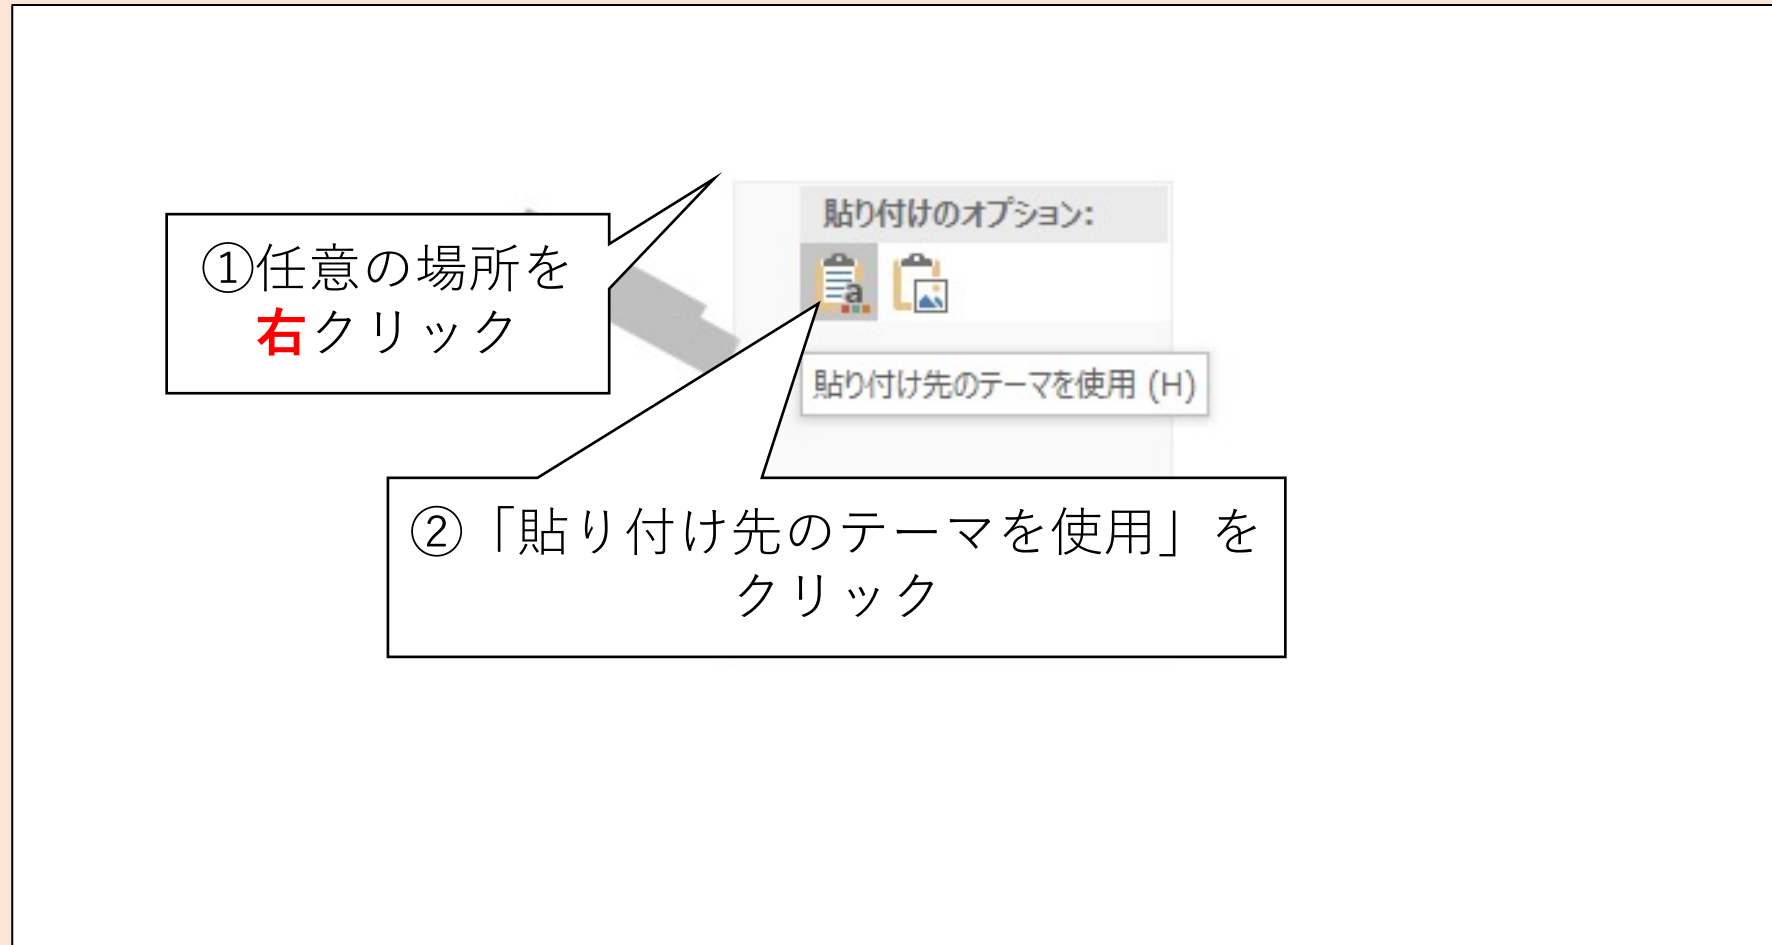 貼り付けのオプション:
①任意の場所を
右クリック
貼り付け先のテーマを使用 (H)
②「貼り付け先のテーマを使用」を
クリック